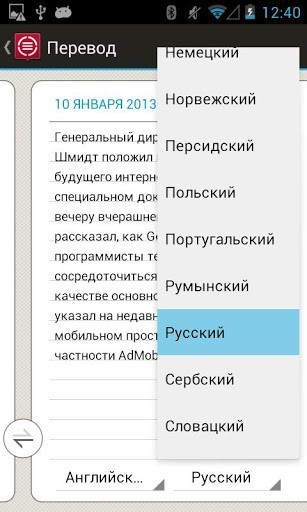 12:40
Перевод
10 ЯНВАРЯ 2013
Генеральный дир
Шмидт положил
будущего интерн
специальном док
вечеру вчерашне
рассказал, как Go
программисты те
сосредоточиться
качестве основно
указал на недавн
мобильном прост
частности AdMob
Немецкий
Норвежский
Персидский
Польский
Португальский
Румынский
Русский
Сербский
Словацкий
Английск...
Русский